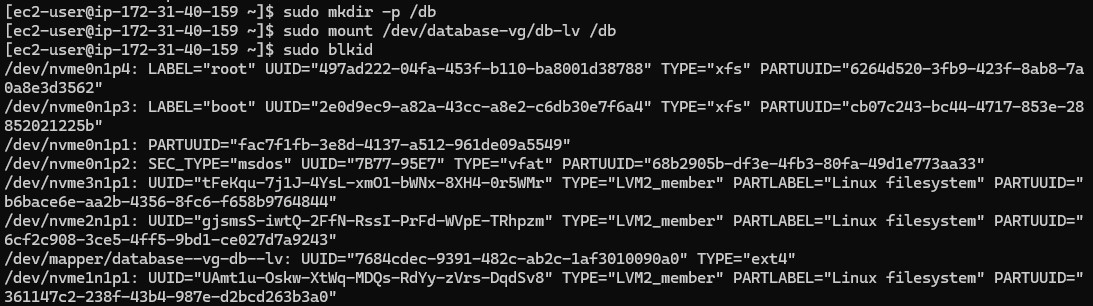 [ec2-user@ip-172-31-40-159 ~]$ sudo mkdir -p /db
[ec2-user@ip-172-31-40-159 ~]$ sudo mount /dev/database-vg/db-lv /db
[ec2-user@ip-172-31-40-159 ~]$ sudo blkid
/dev/nvme0n1p4: LABEL="root" UUID="497ad222-04fa-453f-b110-ba8001d38788" TYPE="xfs" PARTUUID="6264d520-3fb9-423f-8ab8-7a
0a8e3d3562"
/dev/nvme0n1p3: LABEL="boot" UUID="2e0d9ec9-a82a-43cc-a8e2-c6db30e7f6a4" TYPE="xfs" PARTUUID="cb07c243-bc44-4717-853e-28
852021225b"
/dev/nvme0n1p1: PARTUUID="fac7f1fb-3e8d-4137-a512-961de09a5549"
/dev/nvme0n1p2: SEC_TYPE="msdos" UUID="7B77-95E7" TYPE="vfat" PARTUUID="68b2905b-df3e-4fb3-80fa-49d1e773aa33"
/dev/nvme3n1p1: UUID="tFeKqu-7j1J-4YsL-xmO1-bWNx-8XH4-0r5WMr" TYPE="LVM2_member" PARTLABEL="Linux filesystem" PARTUUID="
b6bace6e-aa2b-4356-8fc6-f658b9764844"
/dev/nvme2n1p1: UUID="gjsmsS-iwtQ-2FfN-RssI-PrFd-WVpE-TRhpzm" TYPE="LVM2_member" PARTLABEL="Linux filesystem" PARTUUID="
6cf2c908-3ce5-4ff5-9bd1-ce027d7a9243"
/dev/mapper/database--vg-db--lv: UUID="7684cdec-9391-482c-ab2c-1af3010090a0" TYPE="ext4"
/dev/nvme1n1p1: UUID="UAmt1u-Oskw-XtWq-MDQs-RdYy-zVrs-DqdSv8" TYPE="LVM2_member" PARTLABEL="Linux filesystem" PARTUUID="
361147c2-238f-43b4-987e-d2bcd263b3a0"